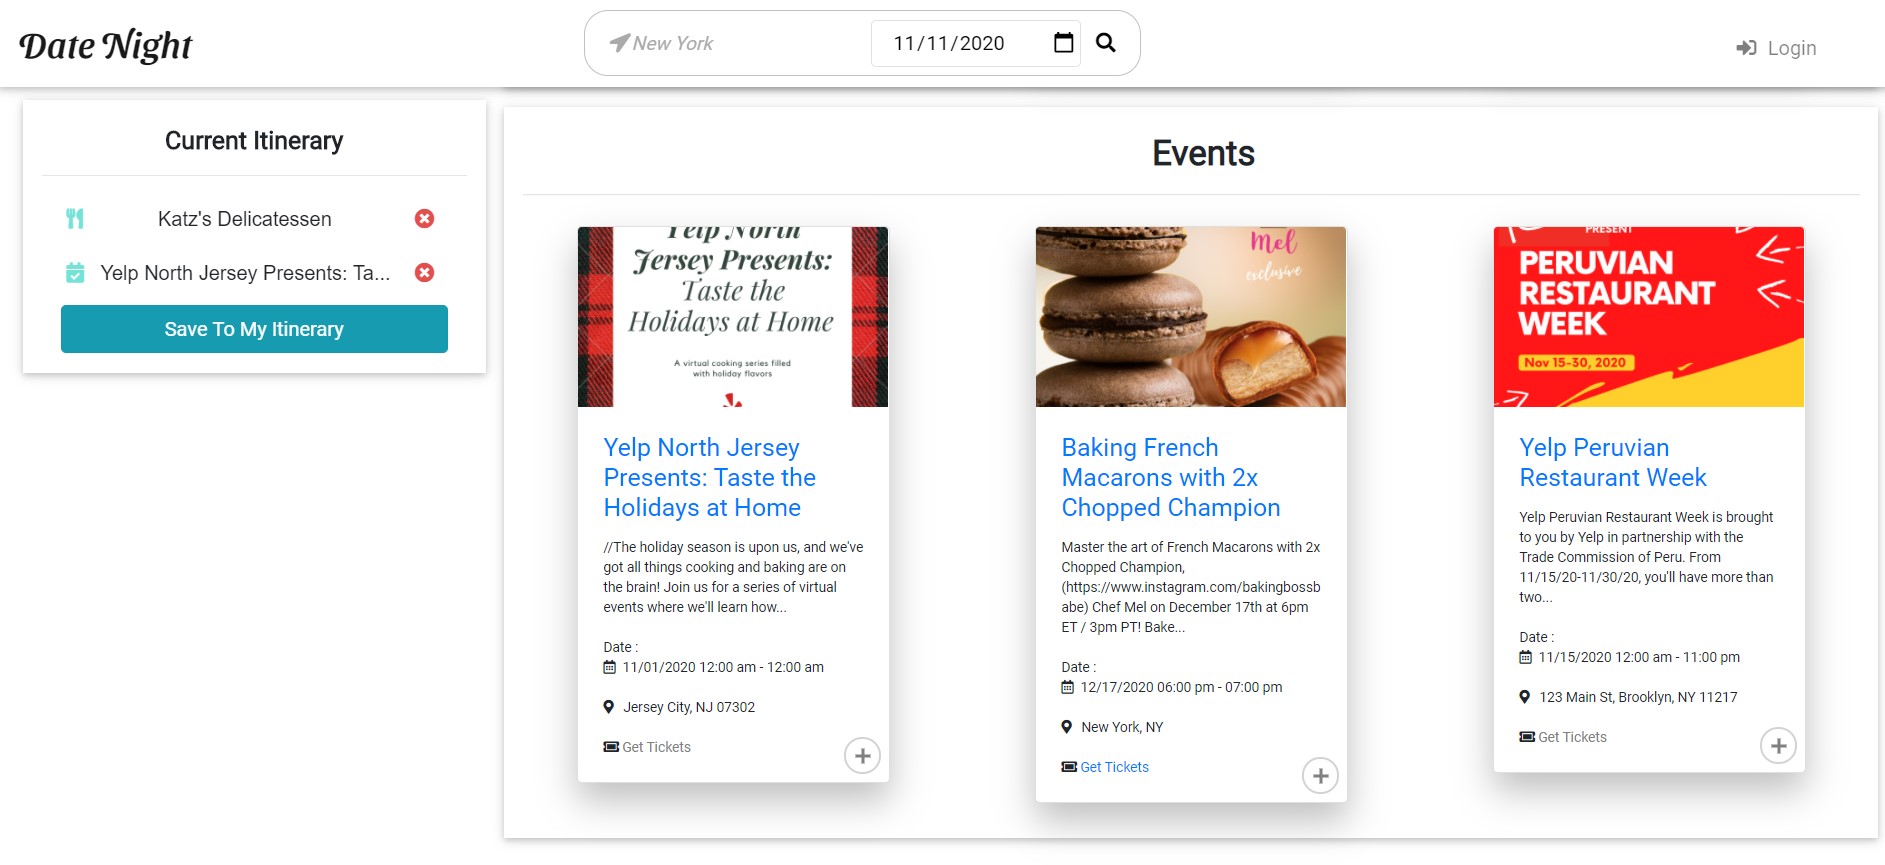 Date Night
New York
11/11/2020
Login
Current Itinerary
Katz's Delicatessen
Yelp North Jersey Presents: Ta...
Save To My Itinerary
Events
Yelp North
Jersey Presents:
Taste the
Holidays at Home
A virtual cooking series filled
with holiday flavors
Yelp North Jersey
Presents: Taste the
Holidays at Home
//The holiday season is upon us, and we've
got all things cooking and baking are on
the brain! Join us for a series of virtual
events where we'll learn how...
Date :
11/01/2020 12:00 am - 12:00 am
Jersey City, NJ 07302
Get Tickets
Mel
exclusive
Baking French
Macarons with 2x
Chopped Champion
Master the art of French Macarons with 2x
Chopped Champion,
(https://www.instagram.com/bakingbossb
abe) Chef Mel on December 17th at 6pm
ET / 3pm PT! Bake...
Date :
12/17/2020 06:00 pm - 07:00 pm
New York, NY
Get Tickets
PRESENT
PERUVIAN
RESTAURANT
WEEK
Nov 15-30, 2020
Yelp Peruvian
Restaurant Week
Yelp Peruvian Restaurant Week is brought
to you by Yelp in partnership with the
Trade Commission of Peru. From
11/15/20-11/30/20, you'll have more than
two...
Date :
11/15/2020 12:00 am - 11:00 pm
123 Main St, Brooklyn, NY 11217
Get Tickets